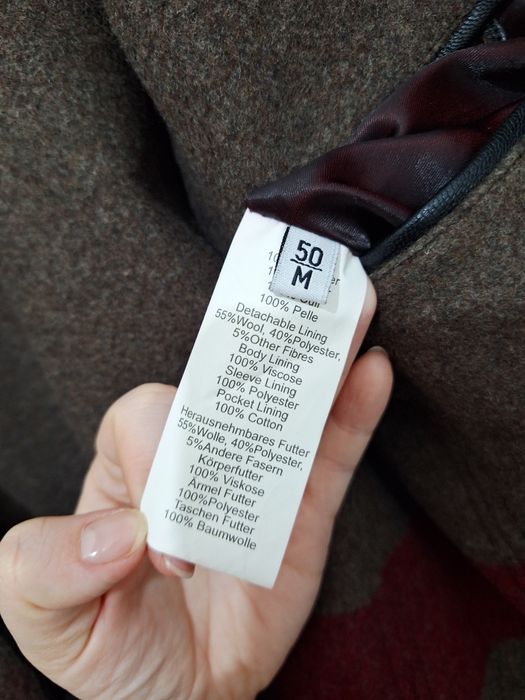 50
M
100% Pelle
Detachable Lining
55%Wool, 40%Polyester,
5%Other Fibres
Body Lining
100% Viscose
Sleeve Lining
100% Polyester
Pocket Lining
100% Cotton
Herausnehmbares Futter
55%Wolle, 40%Polyester,
5%Andere Fasern
Körperfutter
100% Viskose
Ärmel Futter
100%Polyester
Taschen Futter
100% Baumwolle